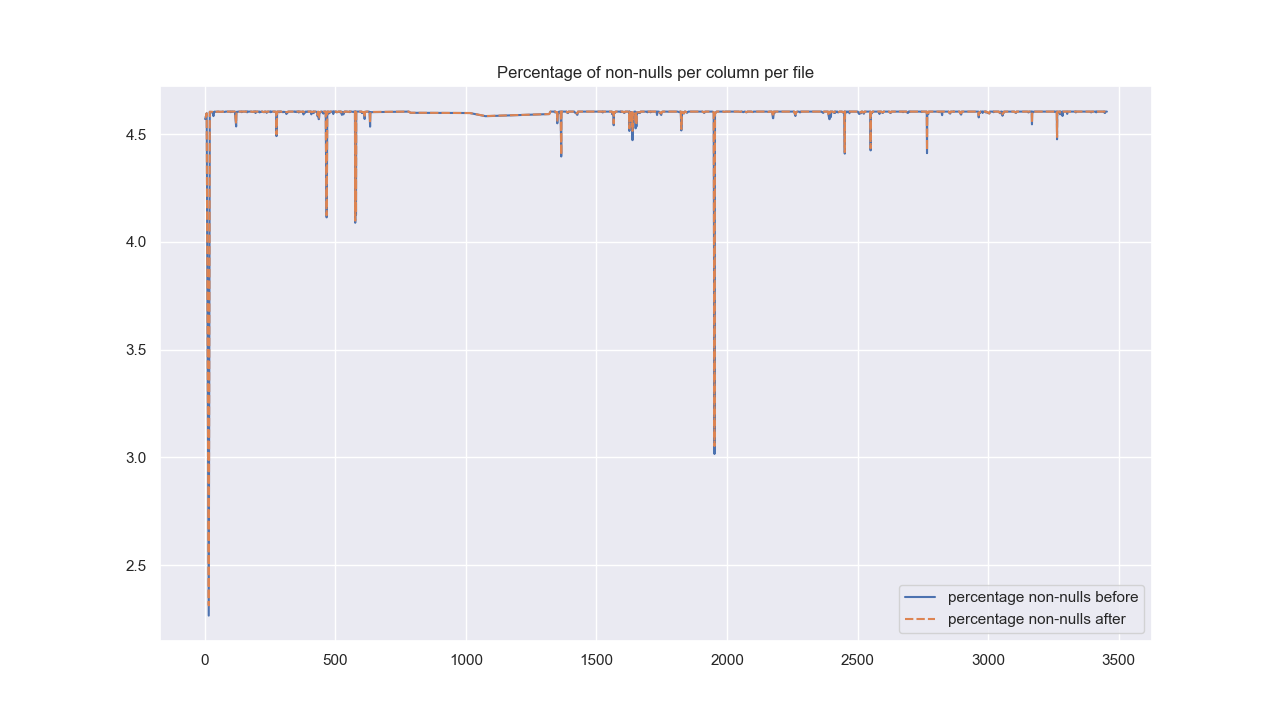 Percentage of non-nulls per column per file
4.5
4.0
3.5
3.0
2.5
percentage non-nulls before
percentage non-nulls after
0 500 1000 1500 2000 2500 3000 3500